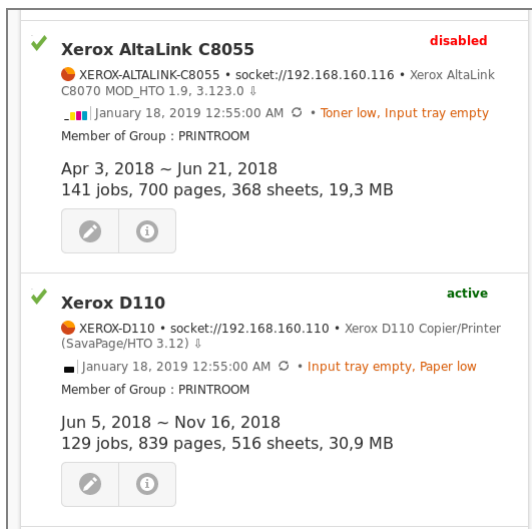 Xerox AltaLink C8055
disabled
XEROX-ALTALINK-C8055 • socket://192.168.160.116 • Xerox AltaLink
C8070 MOD_HTO 1.9, 3.123.0 ⇩
January 18, 2019 12:55:00 AM • Toner low, Input tray empty
Member of Group : PRINTROOM
Apr 3, 2018 ~ Jun 21, 2018
141 jobs, 700 pages, 368 sheets, 19,3 MB
Xerox D110
active
XEROX-D110 • socket://192.168.160.110 • Xerox D110 Copier/Printer
(SavaPage/HTO 3.12) ⇩
January 18, 2019 12:55:00 AM • Input tray empty, Paper low
Member of Group : PRINTROOM
Jun 5, 2018 ~ Nov 16, 2018
129 jobs, 839 pages, 516 sheets, 30,9 MB